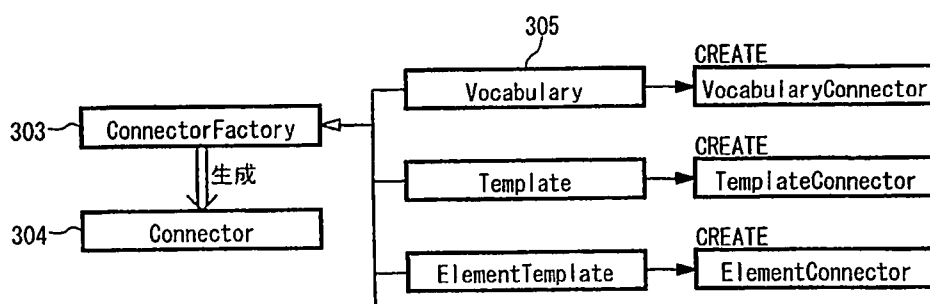 305
CREATE
Vocabulary
VocabularyConnector
303
ConnectorFactory
生成
CREATE
Template
TemplateConnector
304
Connector
CREATE
ElementTemplate
ElementConnector